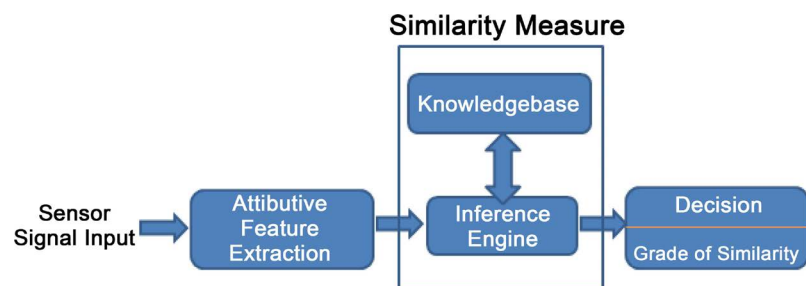 Similarity Measure
Knowledgebase
Sensor
Signal Input
Attibutive
Feature
Extraction
Inference
Engine
Decision
Grade of Similarity